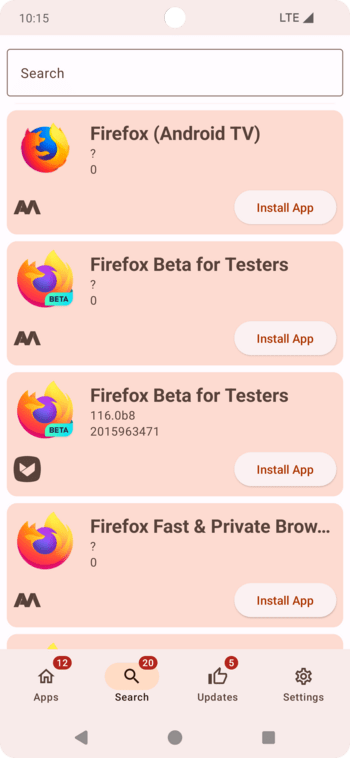 10:15
LTE
Search
Firefox (Android TV)
?
0
Install App
Firefox Beta for Testers
?
0
BETA
Install App
Firefox Beta for Testers
116.0b8
2015963471
BETA
Install App
Firefox Fast & Private Brow...
?
0
Install App
12
20
5
Apps
Search
Updates
Settings